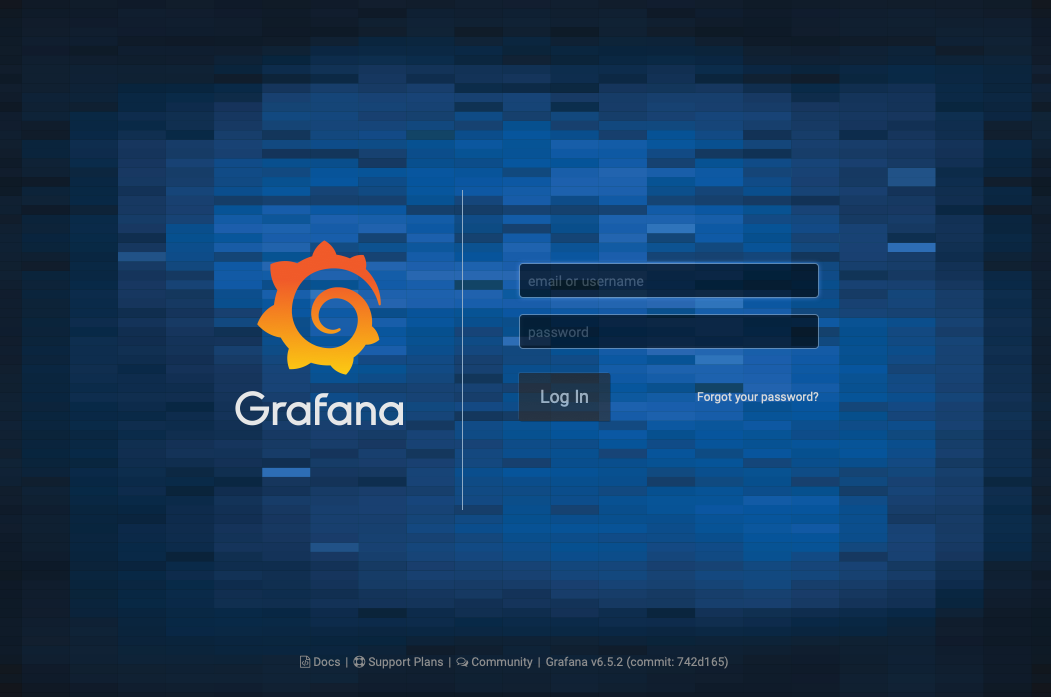 email or username
password
Log In
Forgot your password?
Grafana
Docs | Support Plans | Community | Grafana v6.5.2 (commit: 742d165)